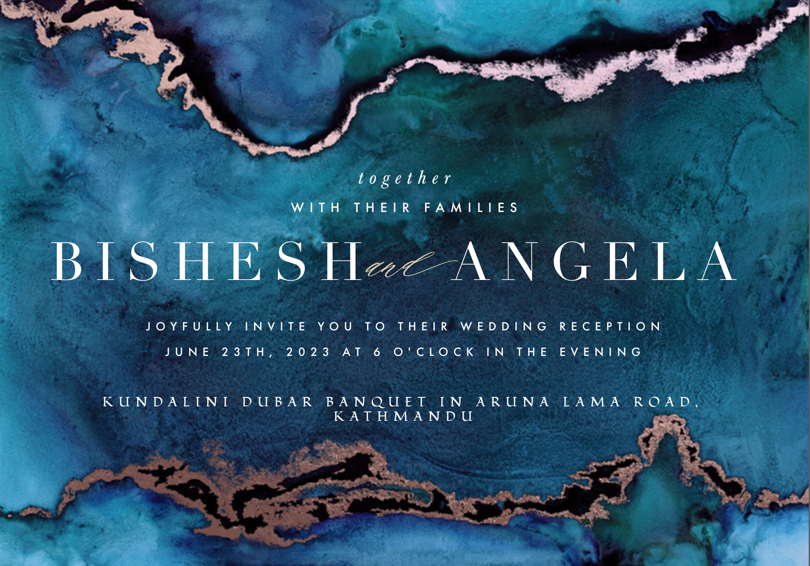 together
WITH THEIR FAMILIES
BISHESH and ANGELA
JOYFULLY INVITE YOU TO THEIR WEDDING RECEPTION
JUNE 23TH, 2023 AT 6 O'CLOCK IN THE EVENING
KUNDALINI DUBAR BANQUET IN ARUNA LAMA ROAD,
KATHMANDU